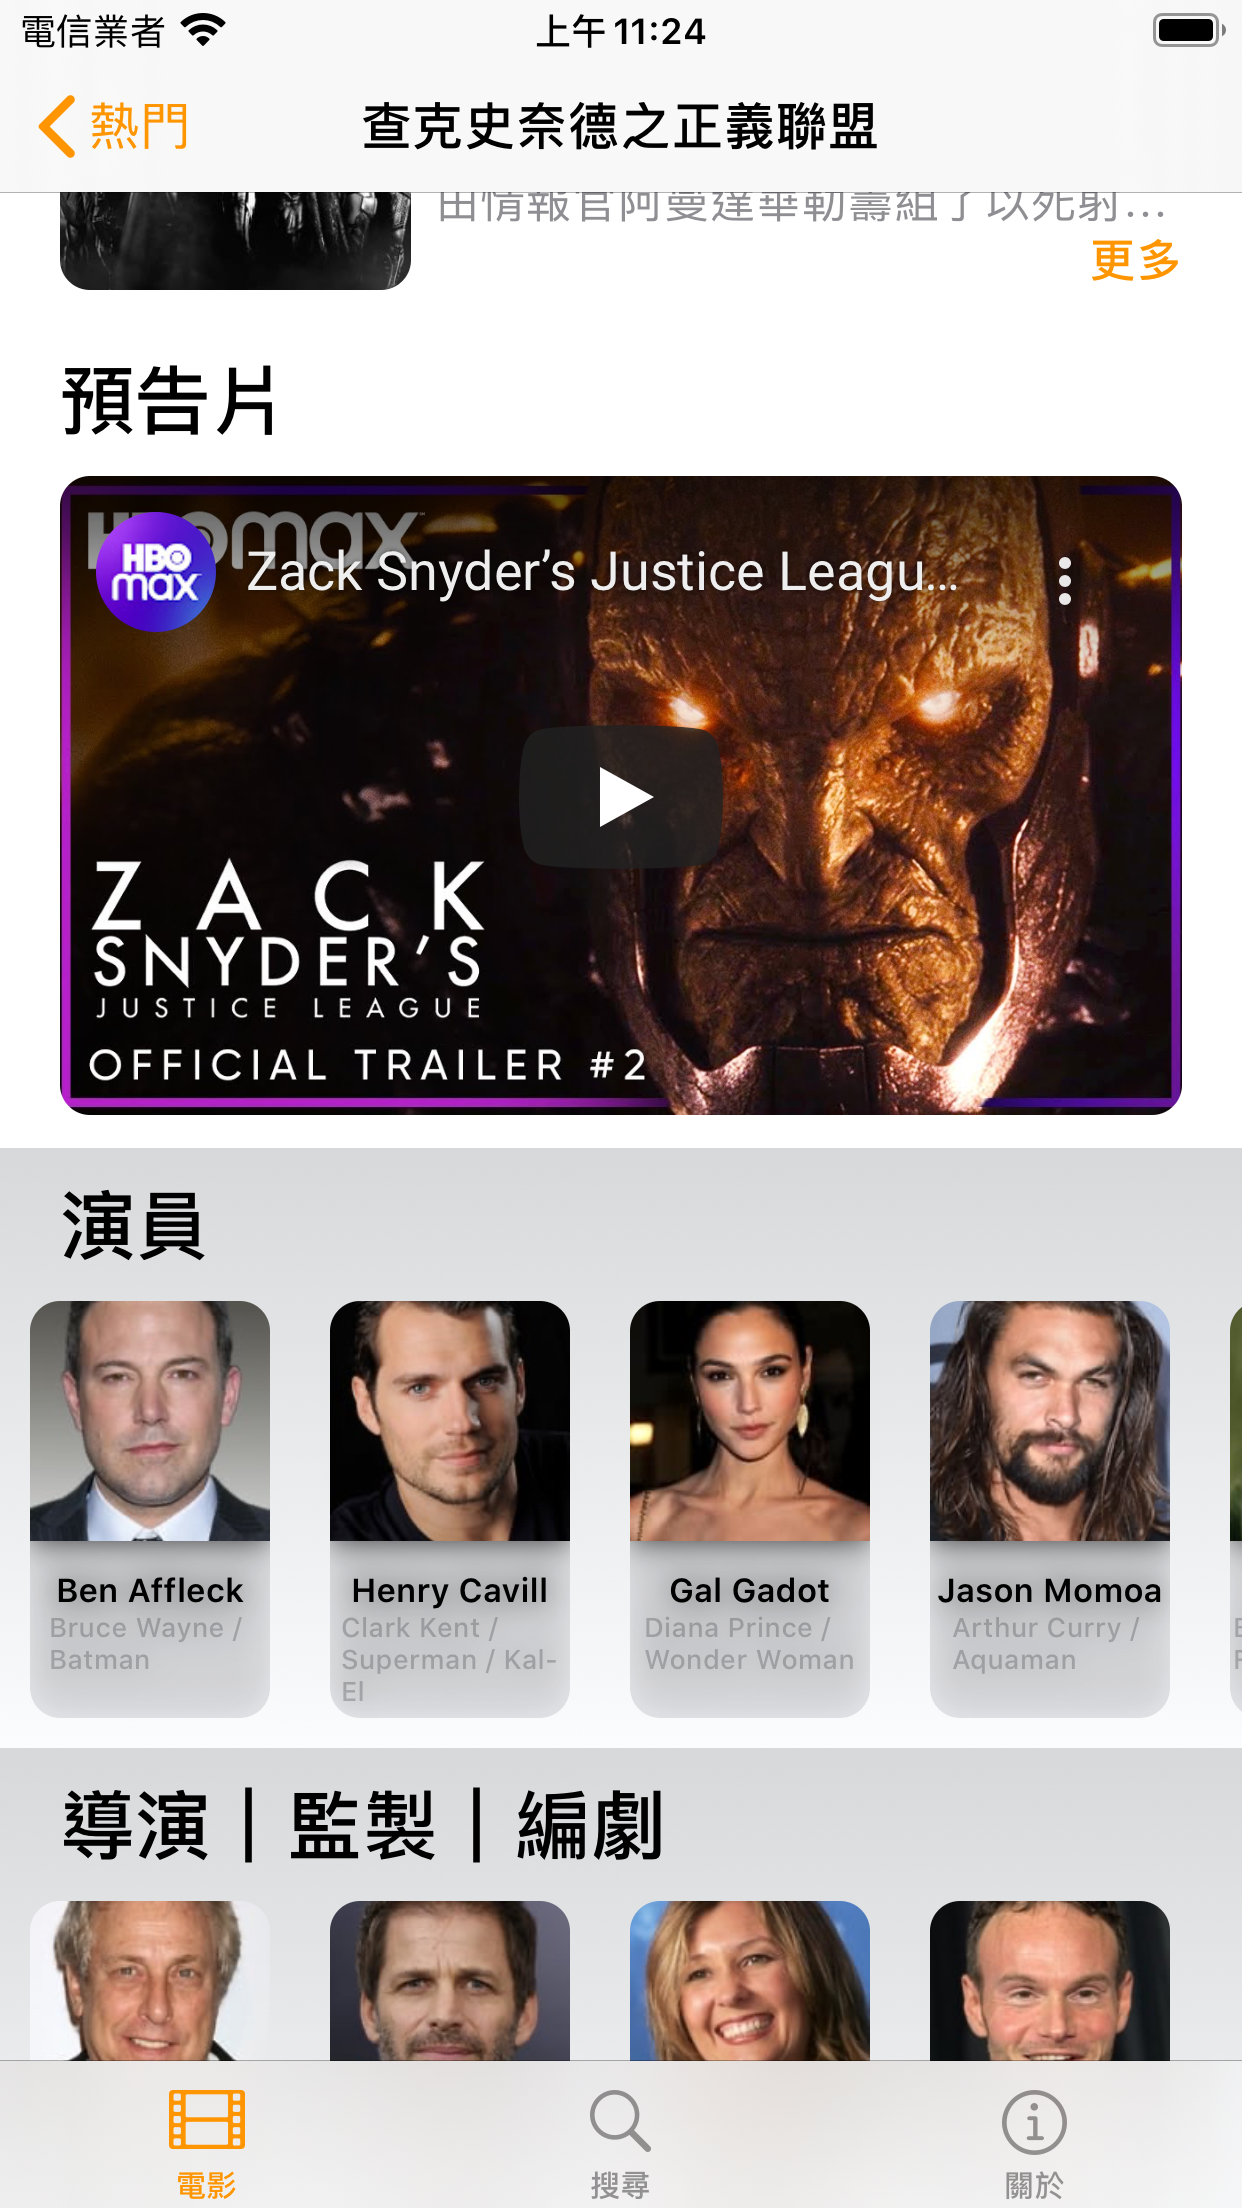 電信業者
上午11:24
熱門
查克史奈德之正義聯盟
更多
預告片
HBOmax
HBO
max
Zack Snyder’s Justice Leagu...
ZACK
SNYDER'S
JUSTICE LEAGUE
OFFICIAL TRAILER #2
演員
Ben Affleck
Bruce Wayne /
Batman
Henry Cavill
Clark Kent /
Superman / Kal-
El
Gal Gadot
Diana Prince /
Wonder Woman
Jason Momoa
Arthur Curry /
Aquaman
導演｜監製｜編劇
電影
搜尋
關於